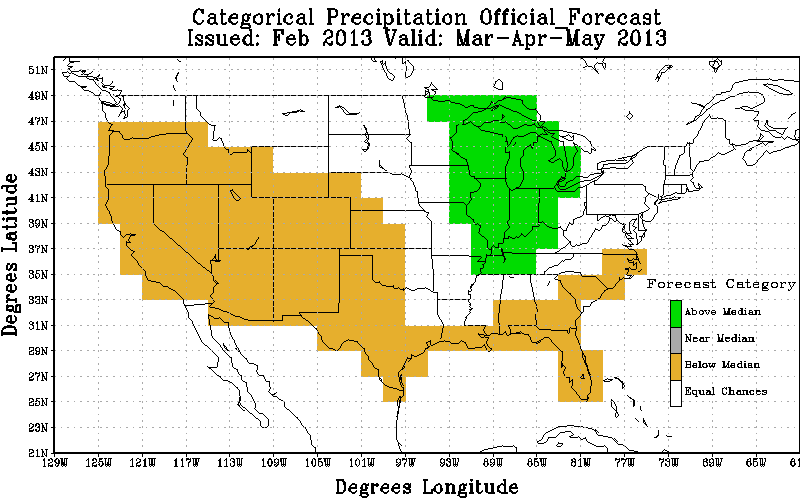 Categorical Precipitation Official_Forecast
Issued: Feb 2013 Valid: Mar-Apr-May 2013
51N
49N
47N
45N
43N
41N
39N
37N
35N
33N
31N
29N
27N
25N
23N
21N
Degrees Latitude
Forecast Category
Above Median
Near Median
Below Median
Equal Chances
129W 125W 121W 117W 113W 109W 105W 101W 97W 93W 89W 85W 81W 77W 73W 69W 65W 61
Degrees Longitude